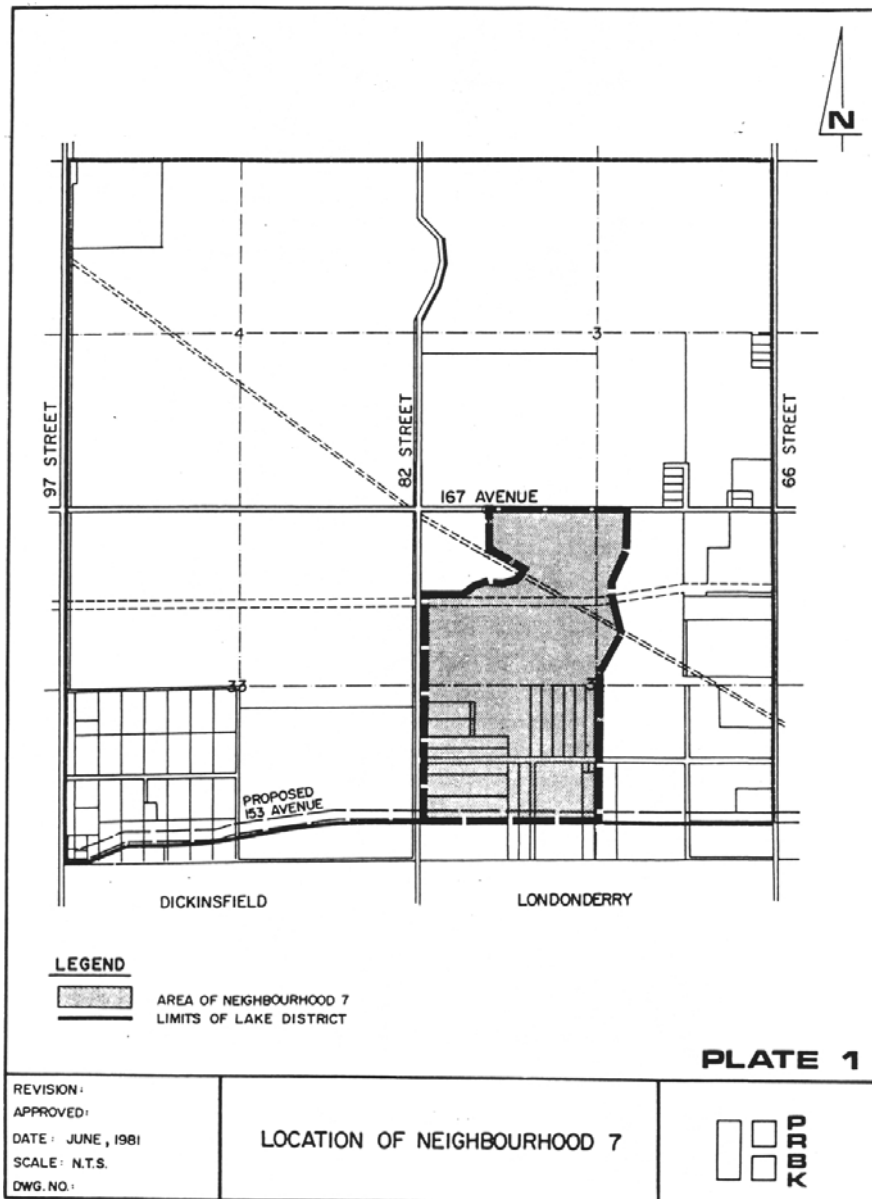 N
4
3
97 STREET
82 STREET
66 STREET
167 AVENUE
33
3
PROPOSED
153 AVENUE
DICKINSFIELD
LONDONDERRY
LEGEND
AREA OF NEIGHBOURHOOD 7
LIMITS OF LAKE DISTRICT
PLATE 1
REVISION:
APPROVED:
DATE: JUNE, 1981
SCALE: N.T.S.
DWG. NO.:
LOCATION OF NEIGHBOURHOOD 7
P
R
B
K